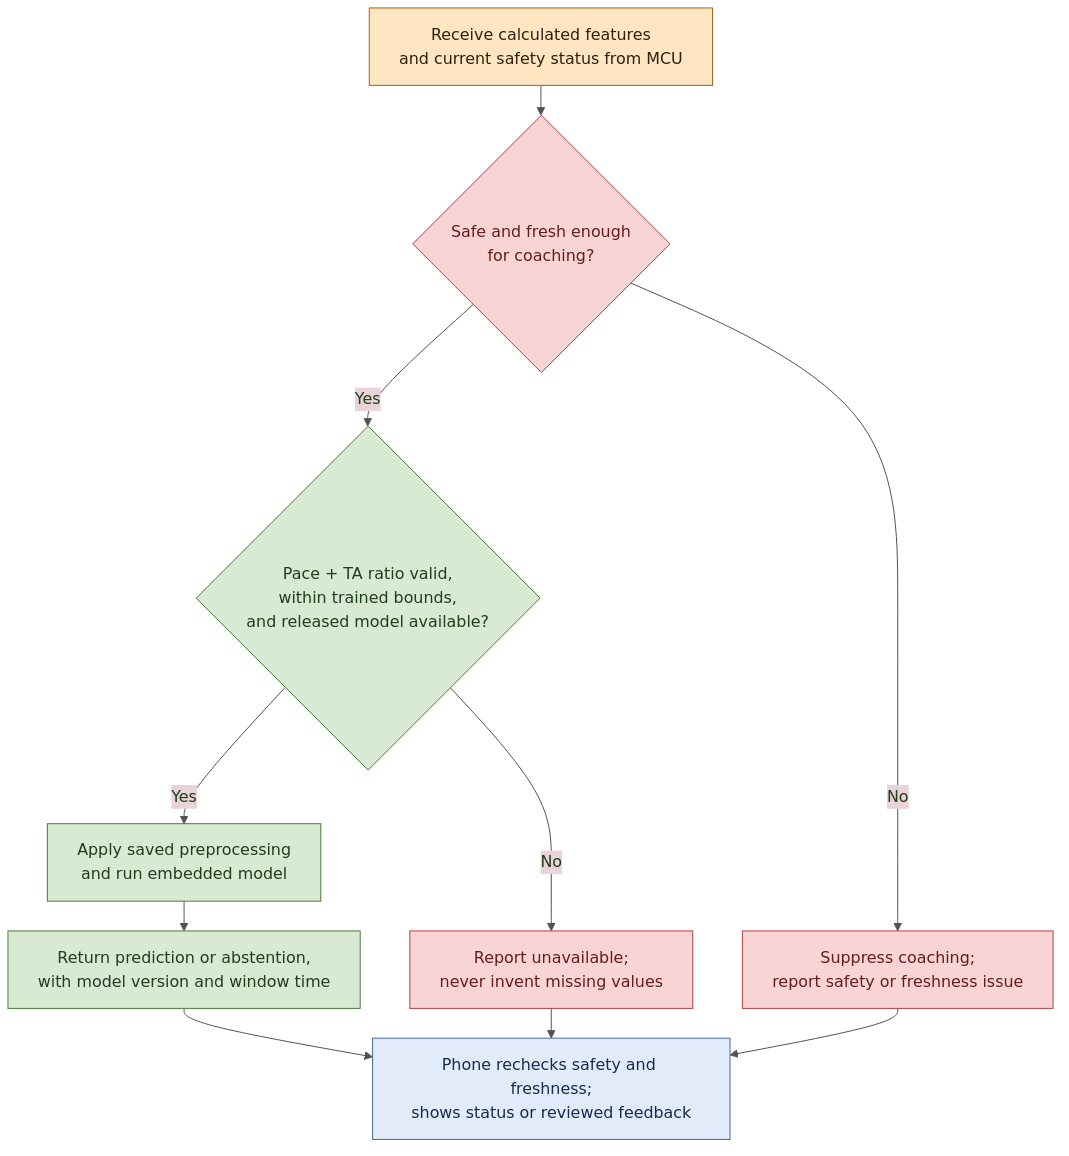 Receive calculated features
and current safety status from MCU
Safe and fresh enough
for coaching?
Yes
Pace + TA ratio valid,
within trained bounds,
and released model available?
Yes
No
No
Apply saved preprocessing
and run embedded model
Return prediction or abstention,
with model version and window time
Report unavailable;
never invent missing values
Suppress coaching;
report safety or freshness issue
Phone rechecks safety and
freshness;
shows status or reviewed feedback